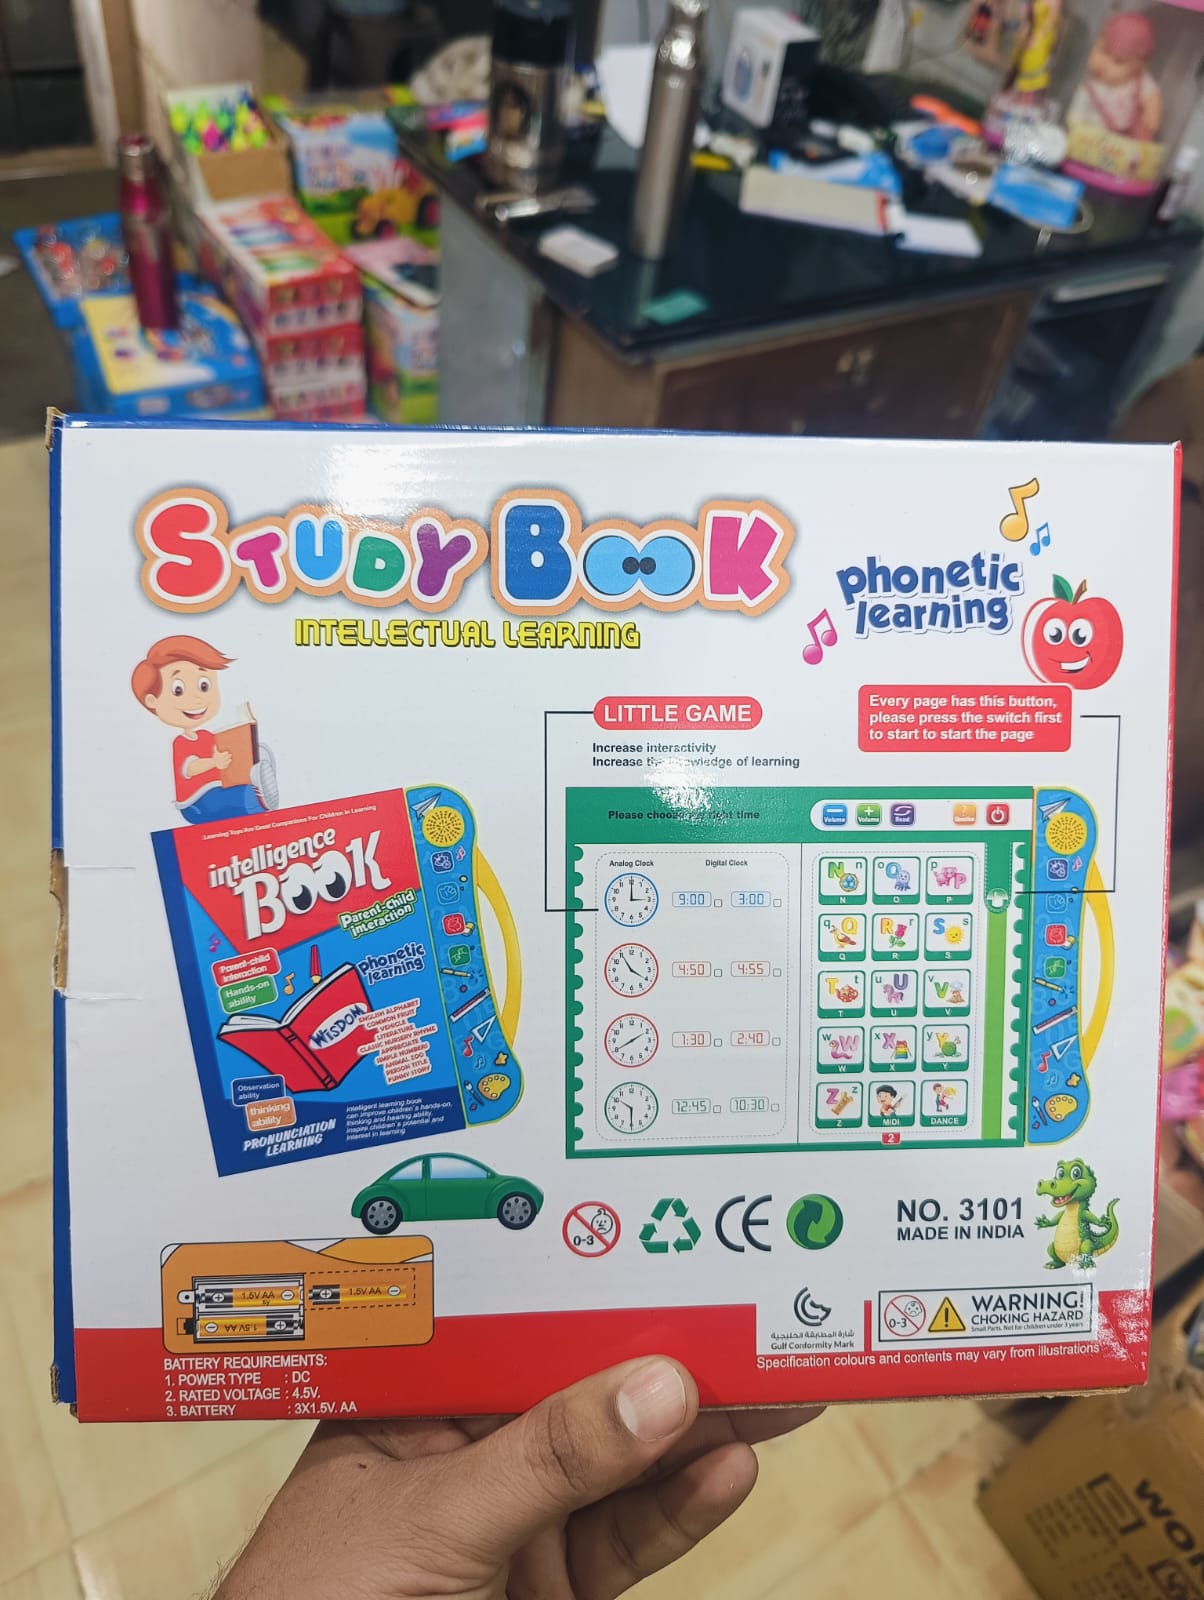 STUDY BOOK
INTELLECTUAL LEARNING
phonetic
learning
LITTLE GAME
Increase interactivity
Increase the knowledge of learning
Every page has this button,
please press the switch first
to start to start the page
Learning Toys Are Great Companions For Children in Learning
intelligence
BOOK
Parent-child
interaction
Parent-child
interaction
Hands-on
ability
phonetic
learning
WISDOM
ENGLISH ALPHABET
COMMON FRUIT
VEHICLE
LITERATURE
CLASSIC NURSERY RHYME
APPRECIATE
SIMPLE NUMBERS
ANIMAL ZOO
PERSON TITLE
FUNNY STORY
Observation
ability
thinking
ability
PRONUNCIATION
LEARNING
intelligent learning book
can improve children's hands-on,
thinking and hearing ability.
inspire children's potential and
interest in learning
Please choose right time
Volume Volume Read Question
Analog Clock Digital Clock
9:00 3:00
4:50 4:55
1:30 2:40
12:45 10:30
N n O o P p
N O P
q Q R r S s
Q R S
T t u U v V
T U V
w W x X y Y
W X Y
Z z
Z MIDI DANCE
2
0-3
CE
NO. 3101
MADE IN INDIA
1.5V AA
1.5V AA
1.5V AA
BATTERY REQUIREMENTS:
1. POWER TYPE : DC
2. RATED VOLTAGE : 4.5V.
3. BATTERY : 3X1.5V. AA
شارة المطابقة الخليجية
Gulf Conformity Mark
0-3
WARNING!
CHOKING HAZARD
Small Parts. Not for children under 3 years
Specification colours and contents may vary from illustrations